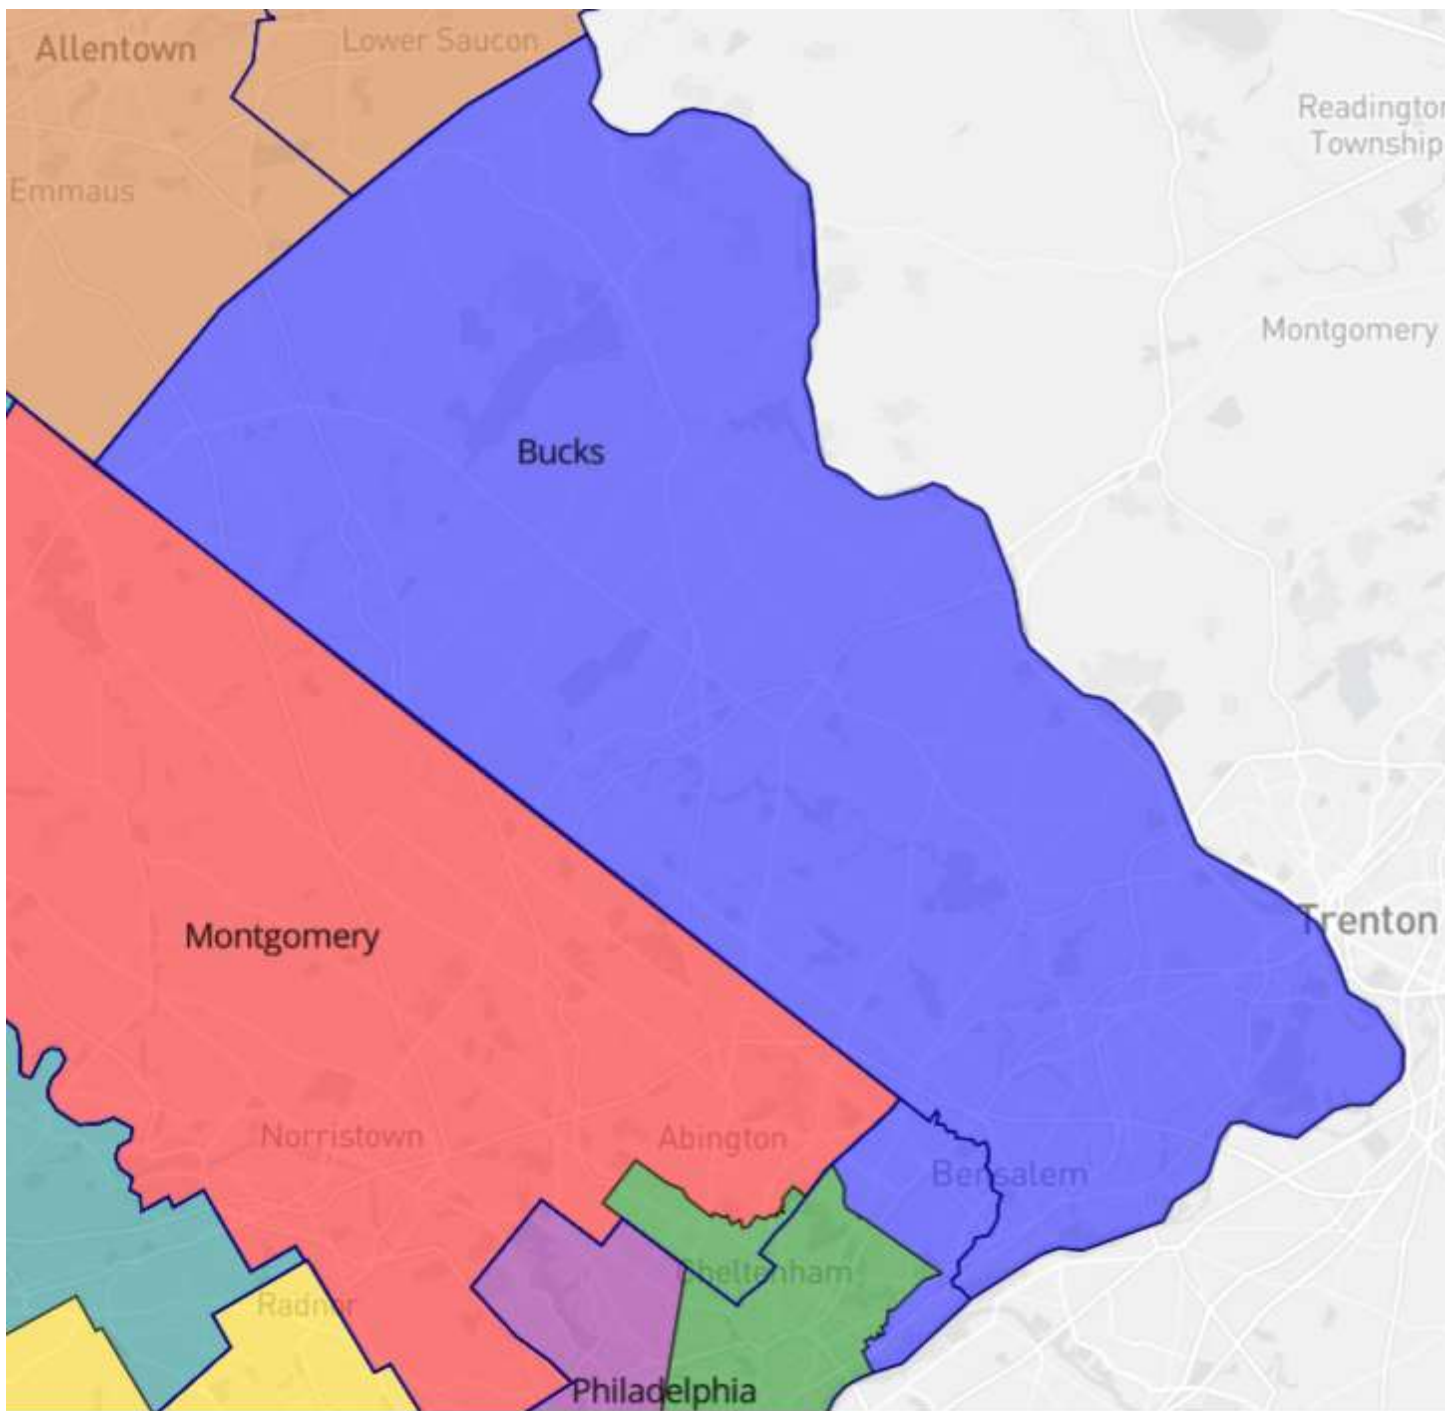 Allentown
Lower Saucon
Readington
Township
Emmaus
Montgomery
Bucks
Trenton
Montgomery
Norristown
Abington
Bensalem
Cheltenham
Radnor
Philadelphia